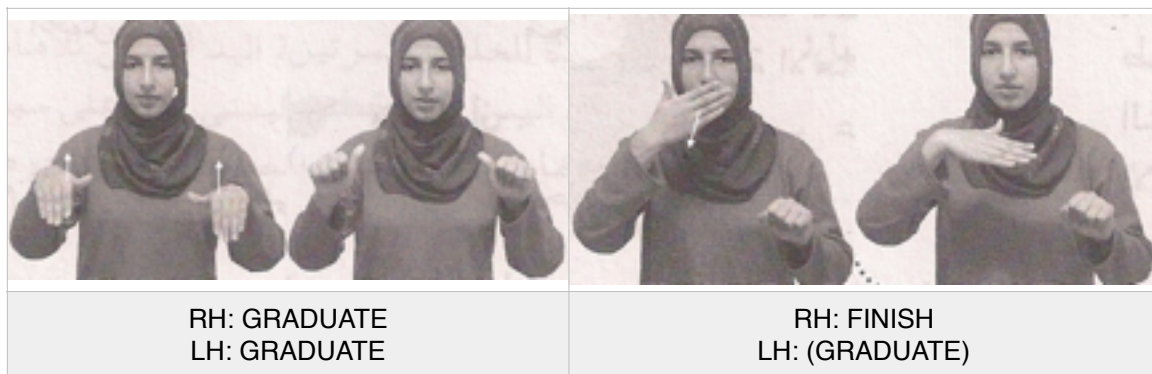 RH: GRADUATE
LH: GRADUATE
RH: FINISH
LH: (GRADUATE)